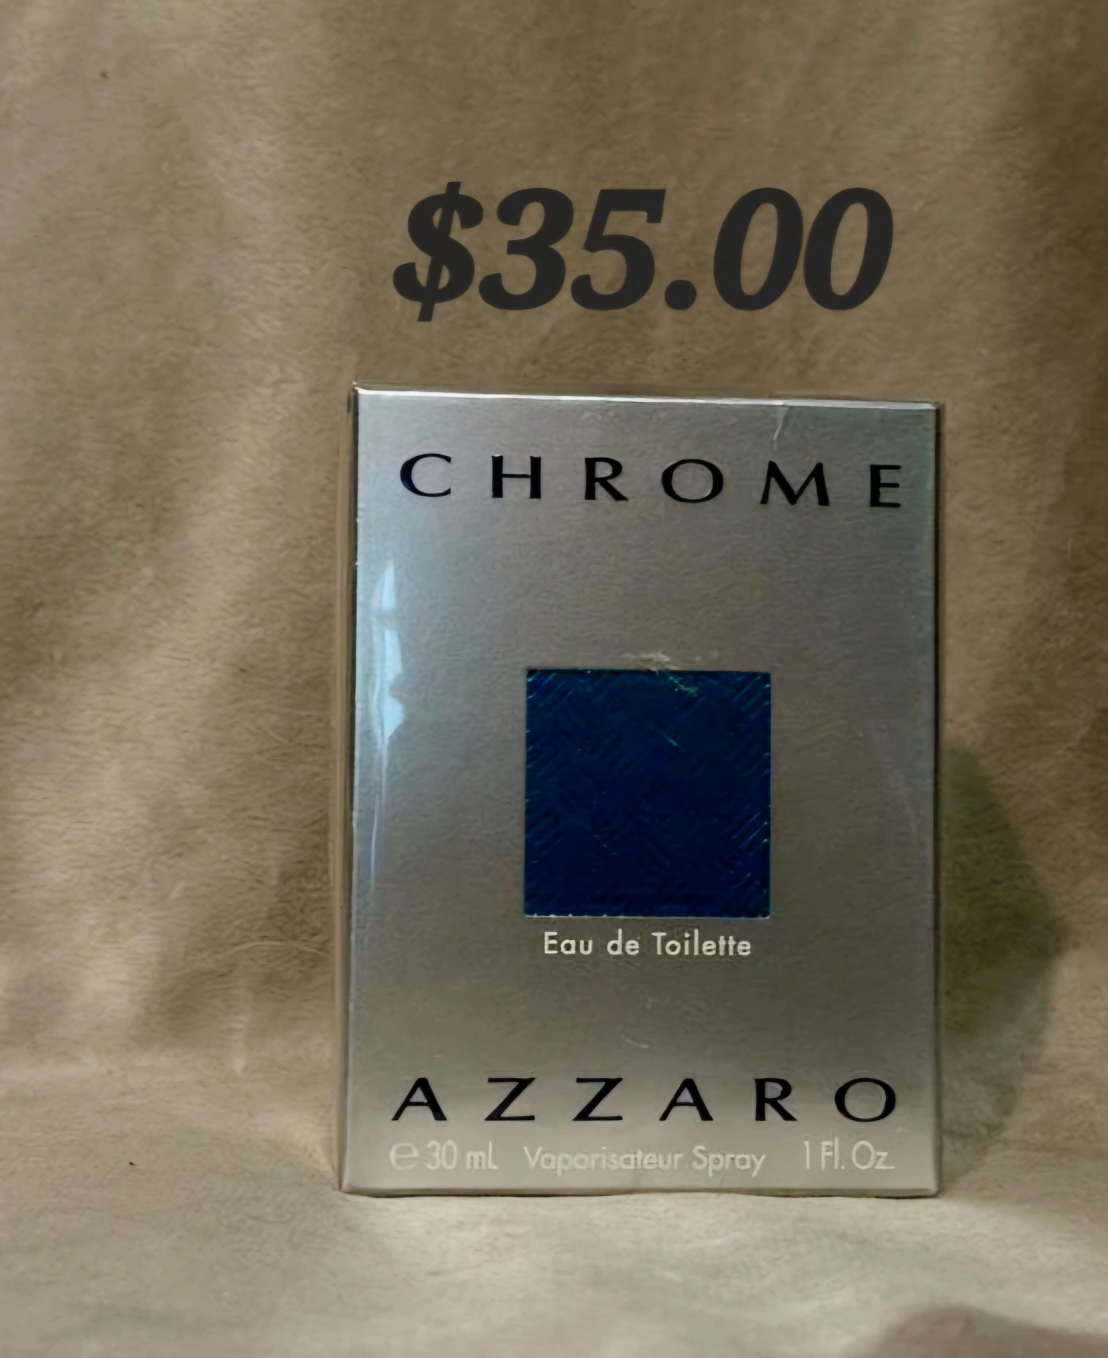 $35.00
CHROME
Eau de Toilette
AZZARO
e 30 mL Vaporisateur Spray 1 Fl. Oz.